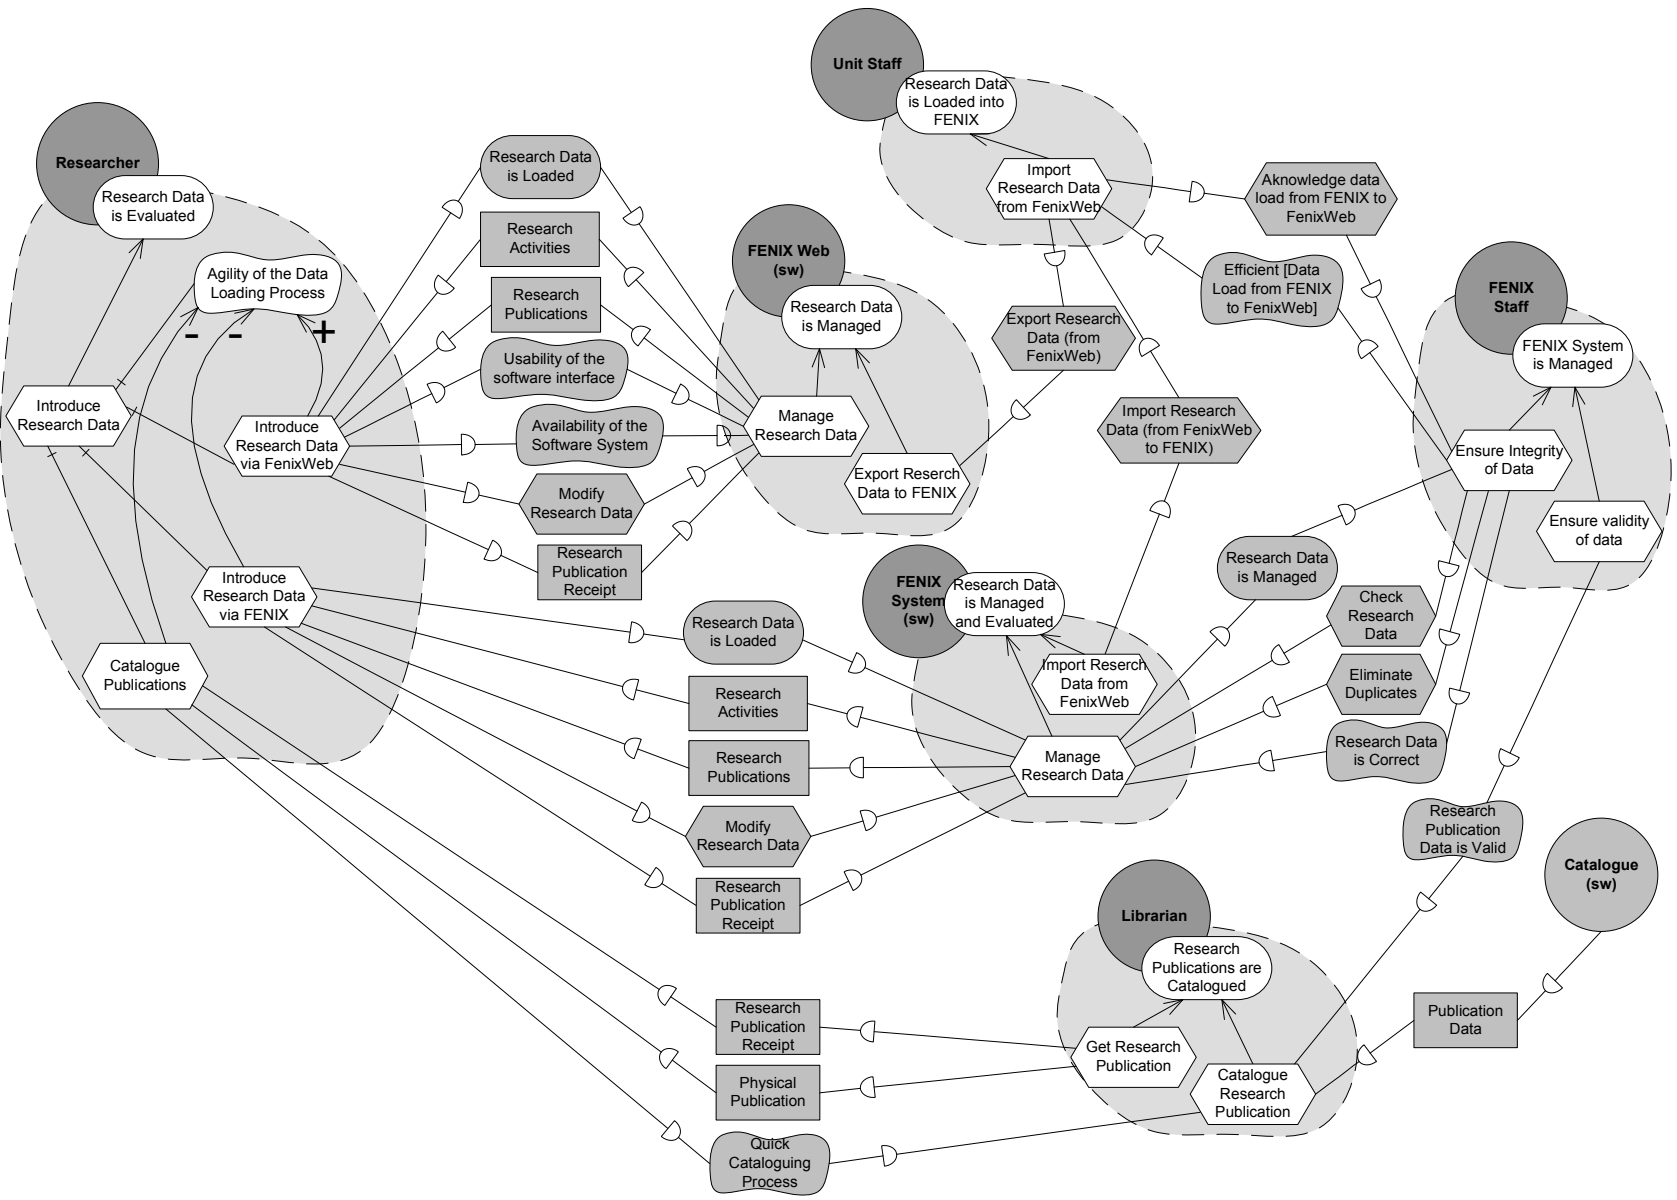 Unit Staff
Research Data
is Loaded into
FENIX
Import
Research Data
from FenixWeb
Aknowledge data
load from FENIX to
FenixWeb
Efficient [Data
Load from FENIX
to FenixWeb]
Export Research
Data (from
FenixWeb)
Import Research
Data (from FenixWeb
to FENIX)
Researcher
Research Data
is Evaluated
Agility of the Data
Loading Process
-
-
+
Introduce
Research Data
Introduce
Research Data
via FenixWeb
Introduce
Research Data
via FENIX
Catalogue
Publications
Research Data
is Loaded
Research
Activities
Research
Publications
Usability of the
software interface
Availability of the
Software System
Modify
Research Data
Research
Publication
Receipt
FENIX Web
(sw)
Research Data
is Managed
Manage
Research Data
Export Reserch
Data to FENIX
FENIX
Staff
FENIX System
is Managed
Ensure Integrity
of Data
Ensure validity
of data
FENIX
System
(sw)
Research Data
is Managed
and Evaluated
Import Reserch
Data from
FenixWeb
Manage
Research Data
Research Data
is Managed
Check
Research
Data
Eliminate
Duplicates
Research Data
is Correct
Research Data
is Loaded
Research
Activities
Research
Publications
Modify
Research Data
Research
Publication
Receipt
Research
Publication
Data is Valid
Catalogue
(sw)
Publication
Data
Librarian
Research
Publications are
Catalogued
Get Research
Publication
Catalogue
Research
Publication
Research
Publication
Receipt
Physical
Publication
Quick
Cataloguing
Process